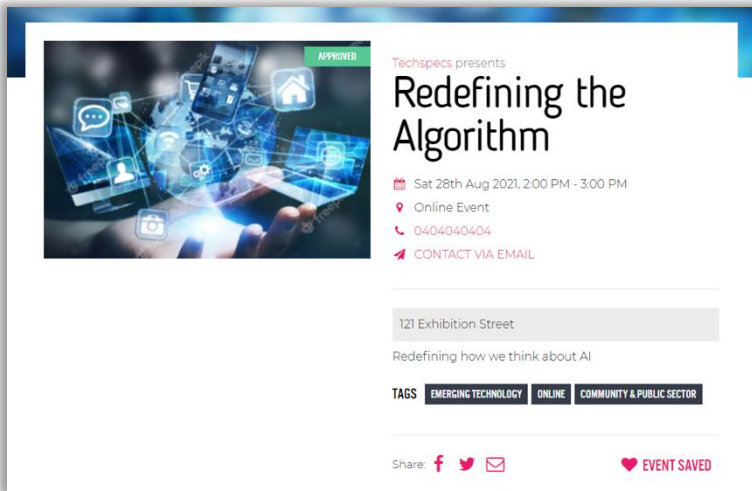 APPROVED
Techspecs presents
Redefining the
Algorithm
Sat 28th Aug 2021, 2:00 PM - 3:00 PM
Online Event
0404040404
CONTACT VIA EMAIL
121 Exhibition Street
Redefining how we think about AI
TAGS EMERGING TECHNOLOGY ONLINE COMMUNITY & PUBLIC SECTOR
Share: EVENT SAVED